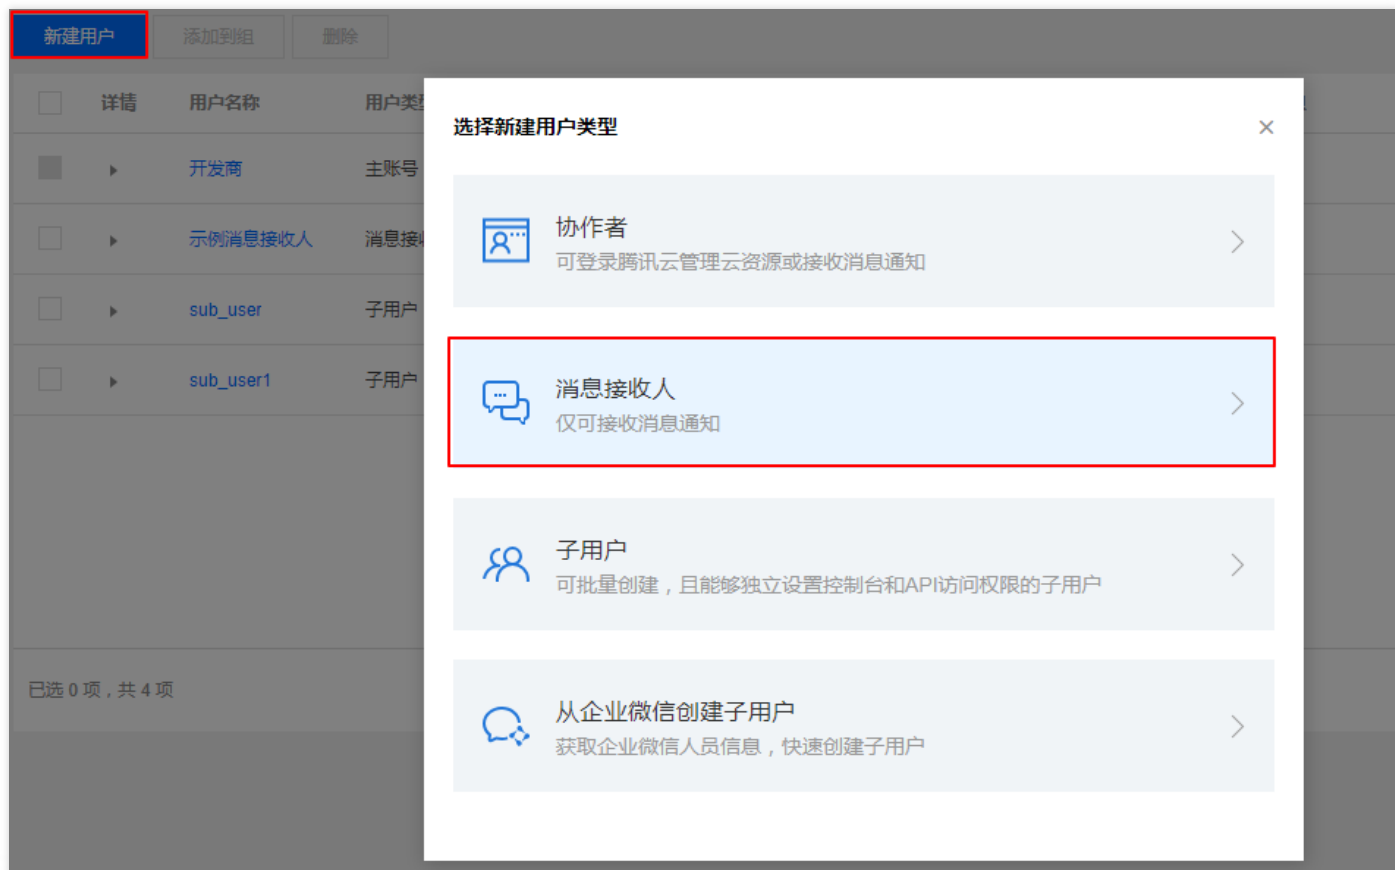 新建用户 添加到组 删除
详情 用户名称 用户类
开发商 主账号
示例消息接收人 消息接
sub_user 子用户
sub_user1 子用户
已选 0 项，共 4 项
选择新建用户类型
协作者
可登录腾讯云管理云资源或接收消息通知
消息接收人
仅可接收消息通知
子用户
可批量创建，且能够独立设置控制台和API访问权限的子用户
从企业微信创建子用户
获取企业微信人员信息，快速创建子用户